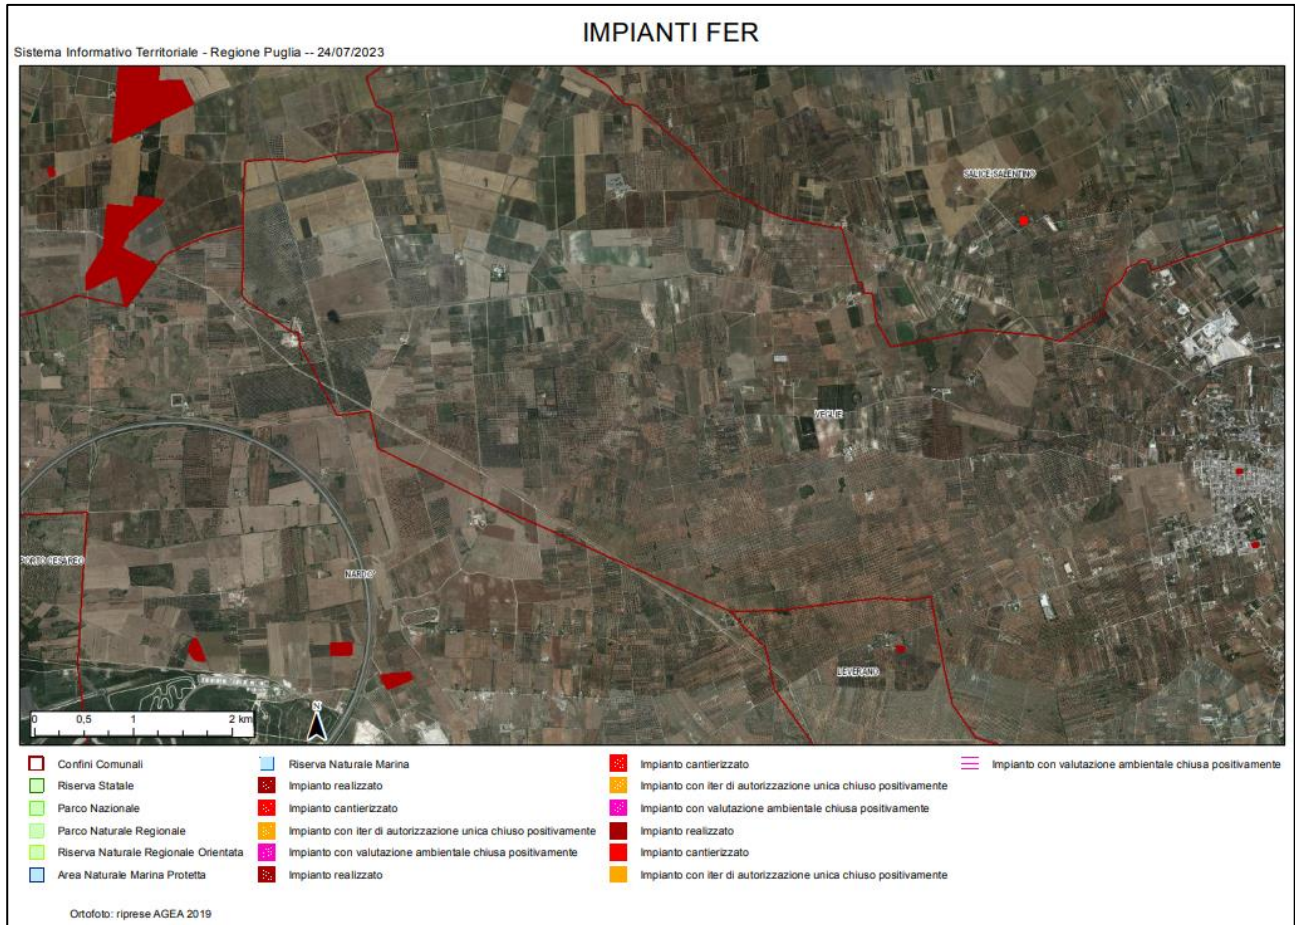 IMPIANTI FER
Sistema Informativo Territoriale - Regione Puglia -- 24/07/2023
SALICE SALENTINO
VEGLIE
PORTO CESAREO
NARDO'
LEVERANO
0 0,5 1 2 km
N
Confini Comunali
Riserva Statale
Parco Nazionale
Parco Naturale Regionale
Riserva Naturale Regionale Orientata
Area Naturale Marina Protetta
Riserva Naturale Marina
Impianto realizzato
Impianto cantierizzato
Impianto con iter di autorizzazione unica chiuso positivamente
Impianto con valutazione ambientale chiusa positivamente
Impianto realizzato
Impianto cantierizzato
Impianto con iter di autorizzazione unica chiuso positivamente
Impianto con valutazione ambientale chiusa positivamente
Impianto realizzato
Impianto cantierizzato
Impianto con iter di autorizzazione unica chiuso positivamente
Impianto con valutazione ambientale chiusa positivamente
Ortofoto: riprese AGEA 2019